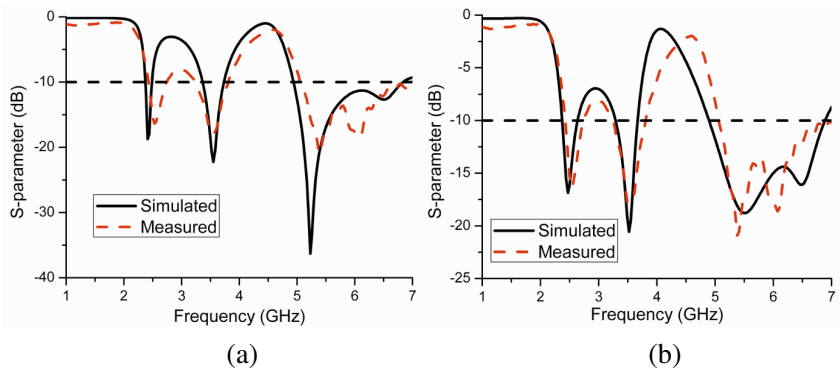 0
-10
-20
-30
-40
S-parameter (dB)
Simulated
Measured
1 2 3 4 5 6 7
Frequency (GHz)
(a)
0
-5
-10
-15
-20
-25
S-parameter (dB)
Simulated
Measured
1 2 3 4 5 6 7
Frequency (GHz)
(b)